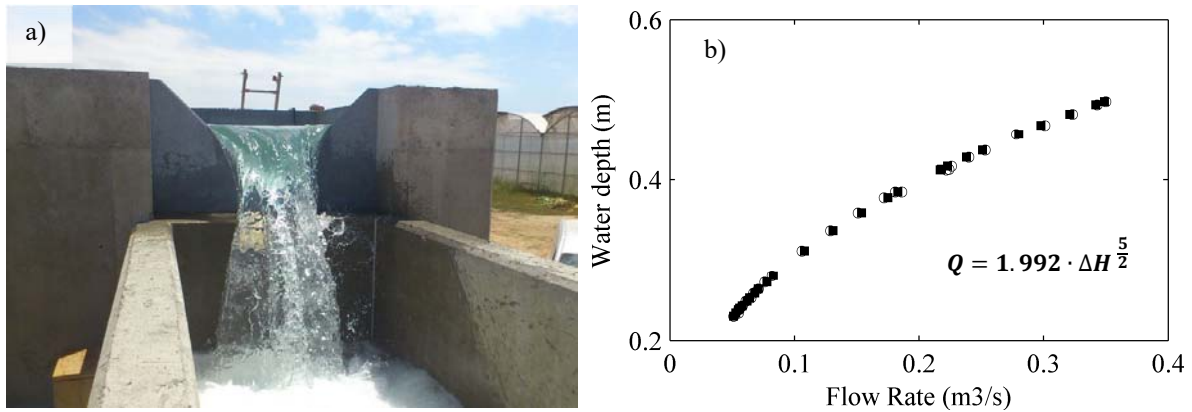 a)
b)
0.6
0.4
0.2
Water depth (m)
Q = 1.992 · ΔH^{5/2}
0
0.1
0.2
0.3
0.4
Flow Rate (m3/s)